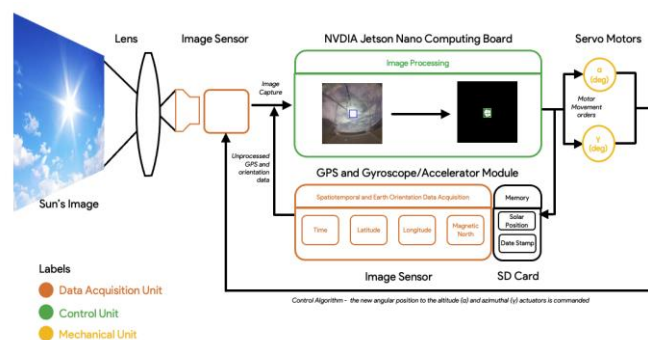 Lens
Image Sensor
NVDIA Jetson Nano Computing Board
Servo Motors
Image Processing
Image
Capture
α
(deg)
Motor
Movement
orders
γ
(deg)
Unprocessed
GPS and
orientation
data
GPS and Gyroscope/Accelerator Module
Sun's Image
Spatiotemporal and Earth Orientation Data Acquisition
Memory
Time
Latitude
Longitude
Magnetic
North
Solar
Position
Date Stamp
Image Sensor
SD Card
Labels
Data Acquisition Unit
Control Unit
Mechanical Unit
Control Algorithm - the new angular position to the altitude (α) and azimuthal (γ) actuators is commanded